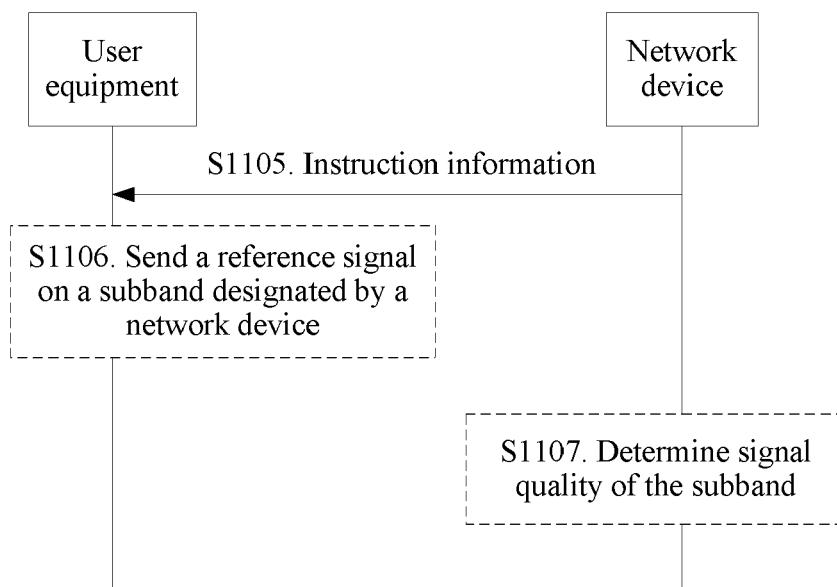 User
equipment
Network
device
S1105. Instruction information
S1106. Send a reference signal
on a subband designated by a
network device
S1107. Determine signal
quality of the subband